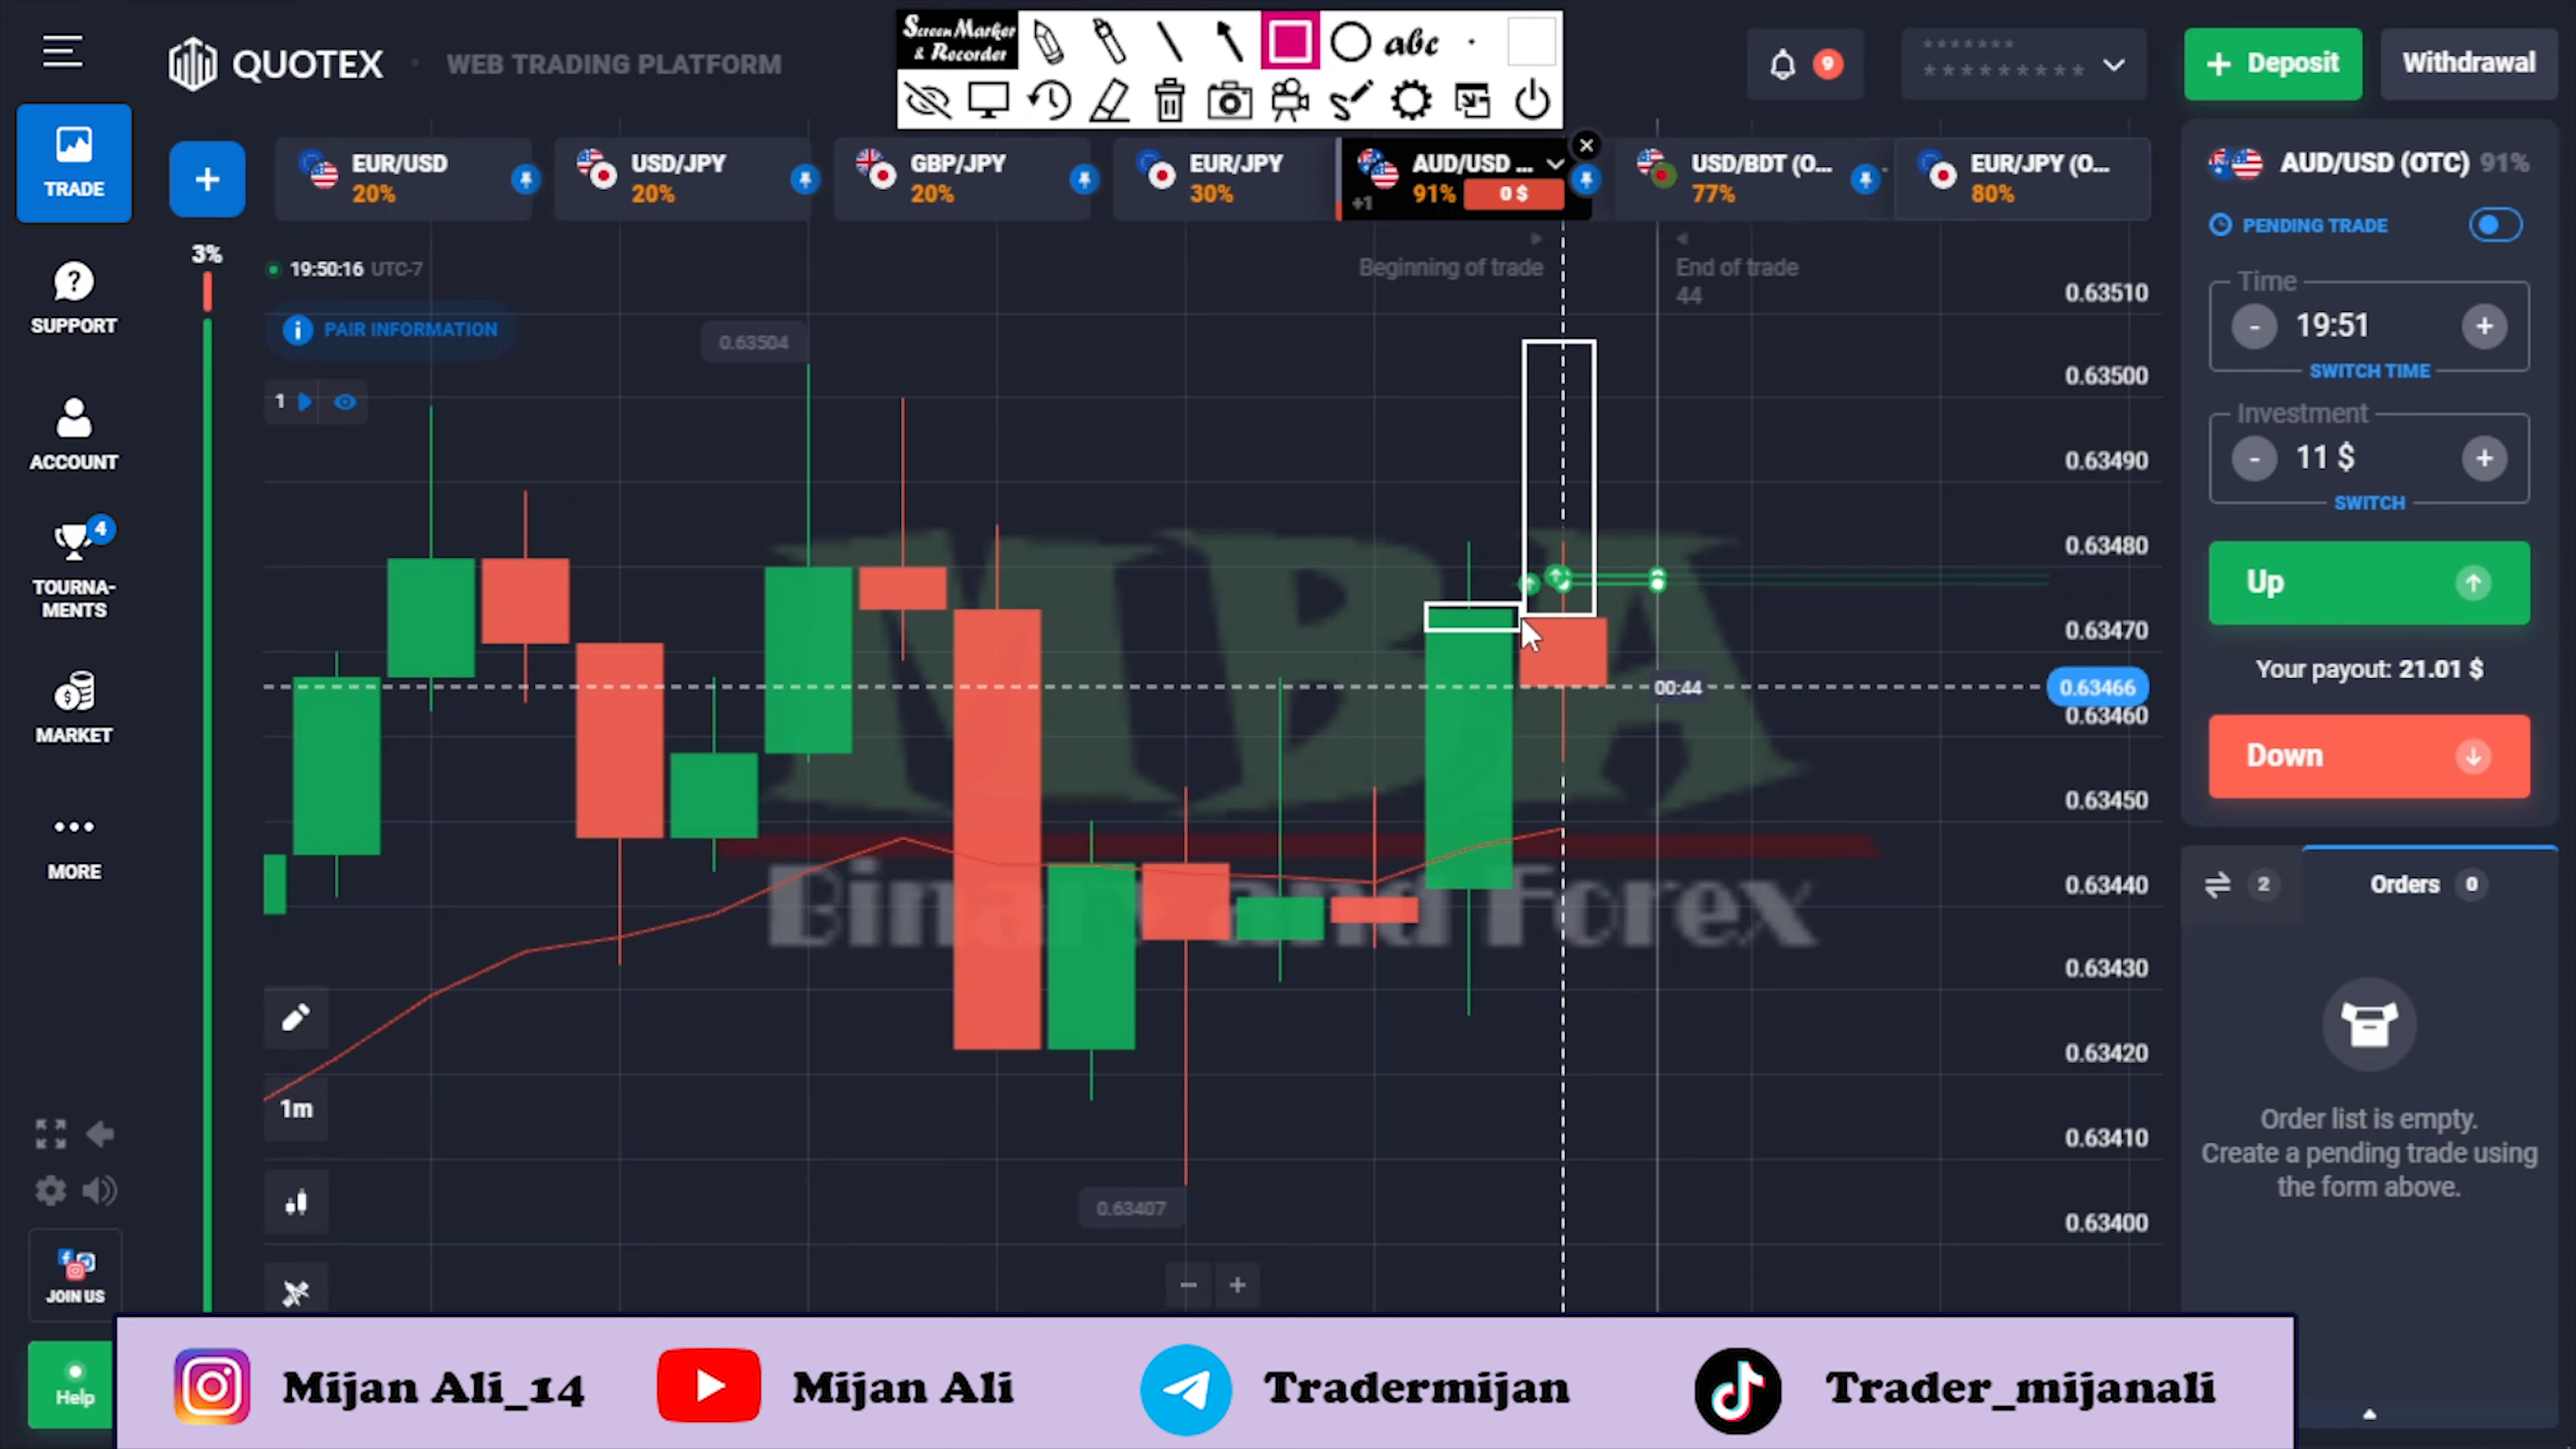 Screen Marker
& Recorder
abc
QUOTEX
WEB TRADING PLATFORM
9
*******
*********
+ Deposit
Withdrawal
TRADE
+
EUR/USD
20%
USD/JPY
20%
GBP/JPY
20%
EUR/JPY
30%
AUD/USD ...
+1
91%
0 $
USD/BDT (O...
77%
EUR/JPY (O...
80%
AUD/USD (OTC) 91%
PENDING TRADE
3%
19:50:16 UTC-7
Beginning of trade
End of trade
44
PAIR INFORMATION
0.63504
1
SUPPORT
ACCOUNT
4
TOURNA-
MENTS
MARKET
MORE
0.63510
0.63500
0.63490
0.63480
0.63470
0.63466
0.63460
0.63450
0.63440
0.63430
0.63420
0.63410
0.63400
00:44
MBA
Binary and Forex
0.63407
1m
- +
Time
- 19:51 +
SWITCH TIME
Investment
- 11 $ +
SWITCH
Up
Your payout: 21.01 $
Down
2
Orders 0
Order list is empty.
Create a pending trade using
the form above.
JOIN US
Help
Mijan Ali_14
Mijan Ali
Tradermijan
Trader_mijanali